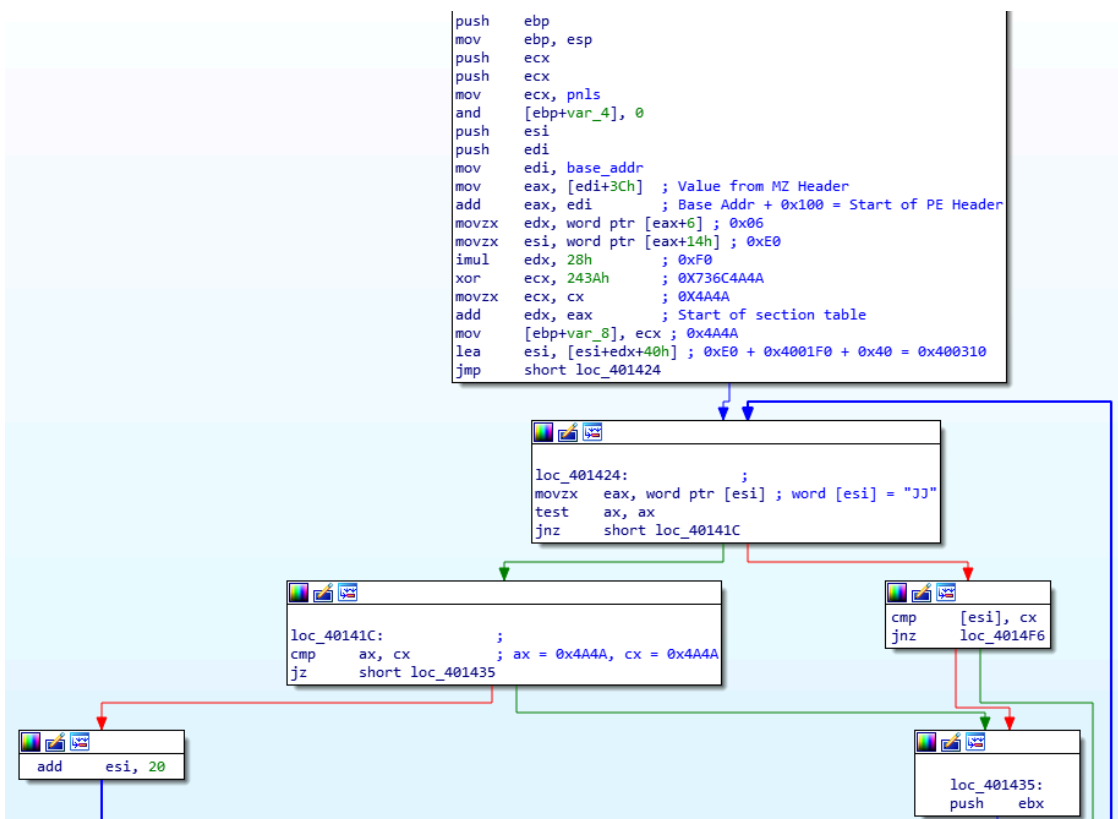 push ebp
mov ebp, esp
push ecx
push ecx
mov ecx, pnls
and [ebp+var_4], 0
push esi
push edi
mov edi, base_addr
mov eax, [edi+3Ch] ; Value from MZ Header
add eax, edi ; Base Addr + 0x100 = Start of PE Header
movzx edx, word ptr [eax+6] ; 0x06
movzx esi, word ptr [eax+14h] ; 0xE0
imul edx, 28h ; 0xF0
xor ecx, 243Ah ; 0X736C4A4A
movzx ecx, cx ; 0X4A4A
add edx, eax ; Start of section table
mov [ebp+var_8], ecx ; 0x4A4A
lea esi, [esi+edx+40h] ; 0xE0 + 0x4001F0 + 0x40 = 0x400310
jmp short loc_401424
loc_401424: ;
movzx eax, word ptr [esi] ; word [esi] = "JJ"
test ax, ax
jnz short loc_40141C
loc_40141C: ;
cmp ax, cx ; ax = 0x4A4A, cx = 0x4A4A
jz short loc_401435
cmp [esi], cx
jnz loc_4014F6
add esi, 20
loc_401435:
push ebx